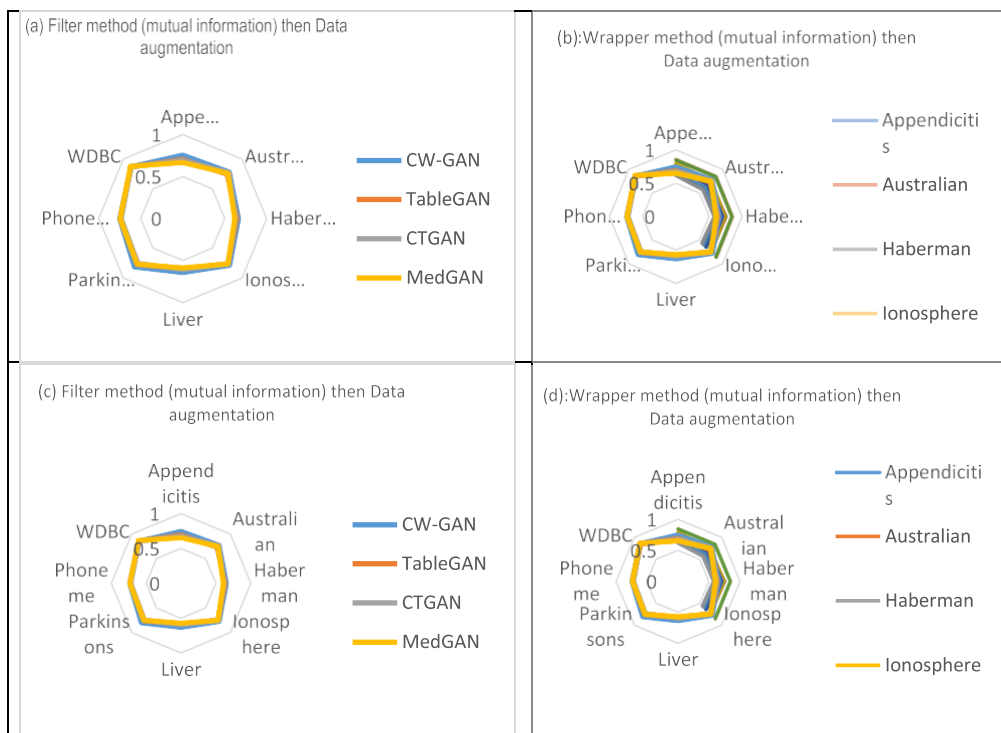 (a) Filter method (mutual information) then Data
augmentation
Appe...
1
WDBC
Austr...
0.5
Phone...
0
Haber...
Parkin...
Ionos...
Liver
CW-GAN
TableGAN
CTGAN
MedGAN
(b):Wrapper method (mutual information) then
Data augmentation
Appe...
1
WDBC
Austr...
0.5
Phon...
0
Habe...
Parki...
Iono...
Liver
Appendiciti
s
Australian
Haberman
Ionosphere
(c) Filter method (mutual information) then Data
augmentation
Append
icitis
1
WDBC
Australi
an
0.5
Phone
me
0
Haber
man
Parkins
ons
Ionosp
here
Liver
CW-GAN
TableGAN
CTGAN
MedGAN
(d):Wrapper method (mutual information) then
Data augmentation
Appen
dicitis
1
WDBC
Austral
ian
0.5
Phone
me
0
Haber
man
Parkin
sons
Ionosp
here
Liver
Appendiciti
s
Australian
Haberman
Ionosphere